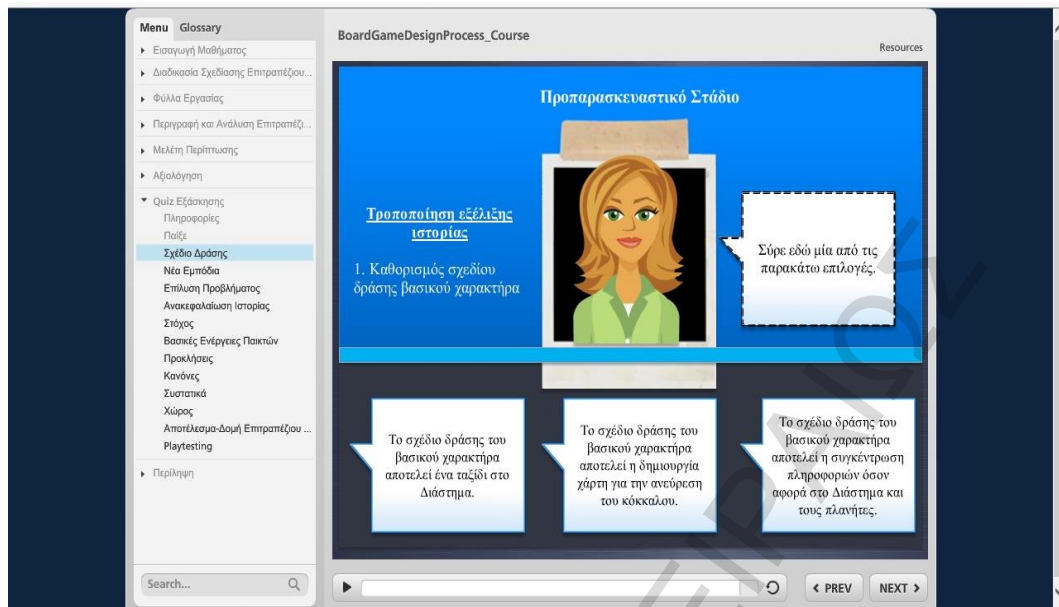 Menu Glossary
Εισαγωγή Μαθήματος
Διαδικασία Σχεδίασης Επιτραπέζιου...
Φύλλα Εργασίας
Περιγραφή και Ανάλυση Επιτραπέζι...
Μελέτη Περίπτωσης
Αξιολόγηση
Quiz Εξάσκησης
Πληροφορίες
Παίξε
Σχέδιο Δράσης
Νέα Εμπόδια
Επίλυση Προβλήματος
Ανακεφαλαίωση Ιστορίας
Στόχος
Βασικές Ενέργειες Παικτών
Προκλήσεις
Κανόνες
Συστατικά
Χώρος
Αποτέλεσμα-Δομή Επιτραπέζιου ...
Playtesting
Περίληψη
Search...
BoardGameDesignProcess_Course
Resources
Προπαρασκευαστικό Στάδιο
Τροποποίηση εξέλιξης
ιστορίας
1. Καθορισμός σχεδίου
δράσης βασικού χαρακτήρα
Σύρε εδώ μία από τις
παρακάτω επιλογές.
Το σχέδιο δράσης του
βασικού χαρακτήρα
αποτελεί ένα ταξίδι στο
Διάστημα.
Το σχέδιο δράσης του
βασικού χαρακτήρα
αποτελεί η δημιουργία
χάρτη για την ανεύρεση
του κόκκαλου.
Το σχέδιο δράσης του
βασικού χαρακτήρα
αποτελεί η συγκέντρωση
πληροφοριών όσον
αφορά στο Διάστημα και
τους πλανήτες.
PREV NEXT
ΕΙΡΑΙΩΣ